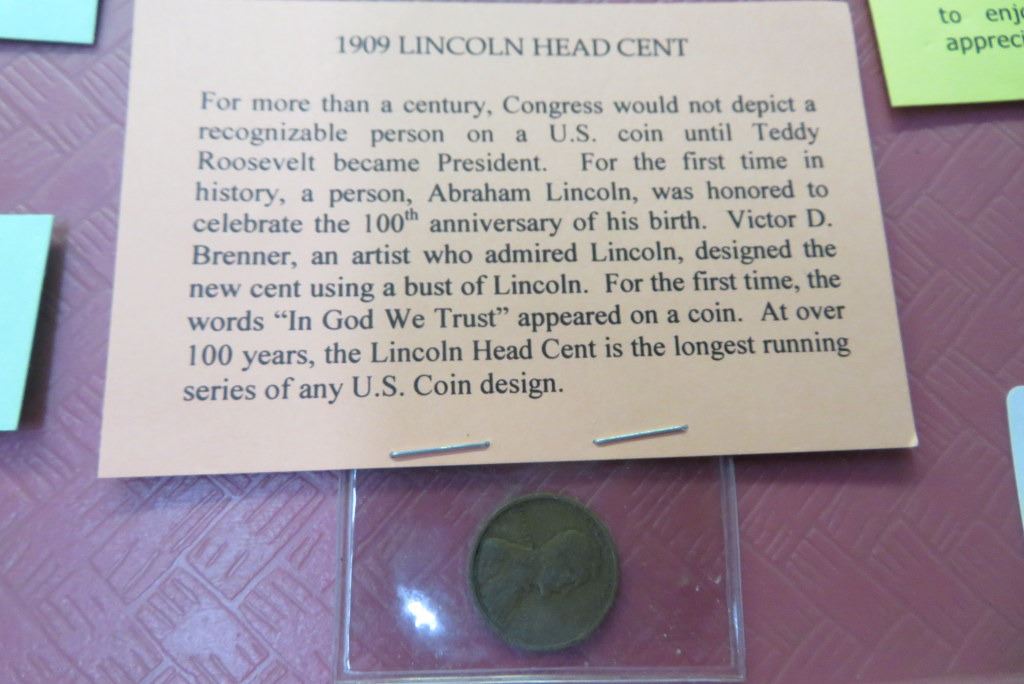 1909 LINCOLN HEAD CENT
For more than a century, Congress would not depict a
recognizable person on a U.S. coin until Teddy
Roosevelt became President. For the first time in
history, a person, Abraham Lincoln, was honored to
celebrate the 100th anniversary of his birth. Victor D.
Brenner, an artist who admired Lincoln, designed the
new cent using a bust of Lincoln. For the first time, the
words “In God We Trust” appeared on a coin. At over
100 years, the Lincoln Head Cent is the longest running
series of any U.S. Coin design.
to enj
appreci